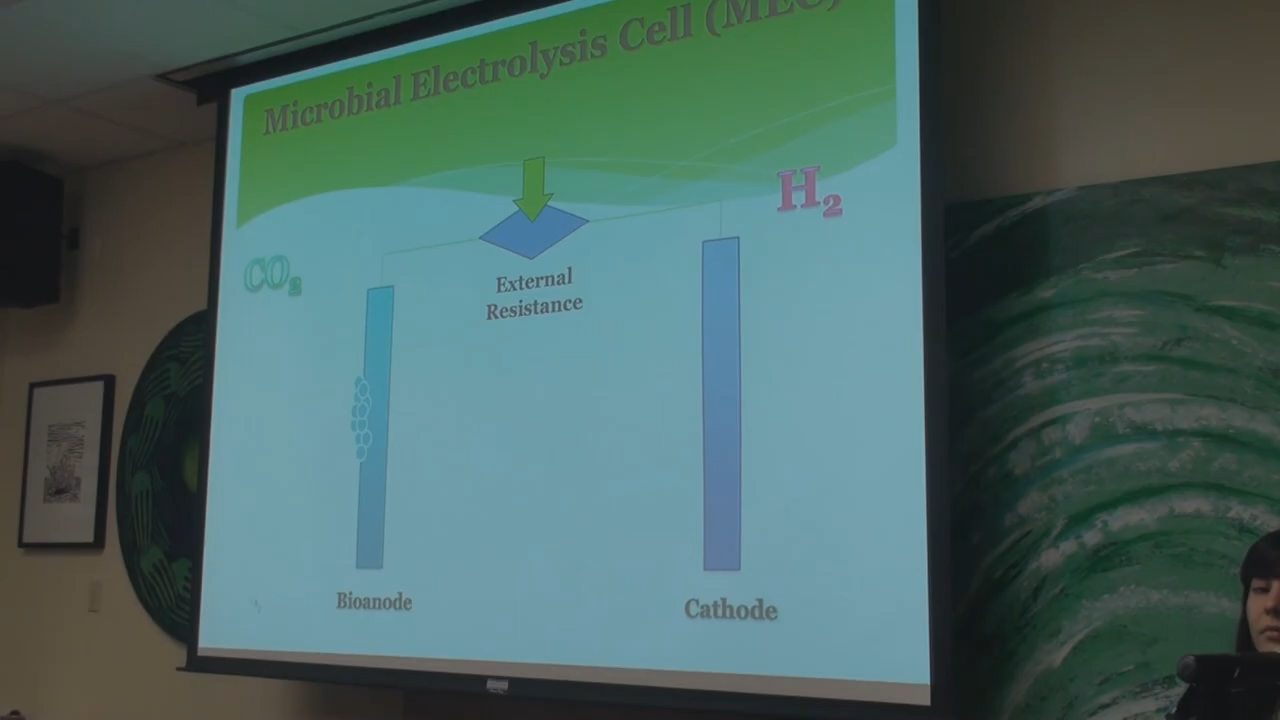 Microbial Electrolysis Cell (MEC)
H₂
CO₂
External
Resistance
Bioanode
Cathode